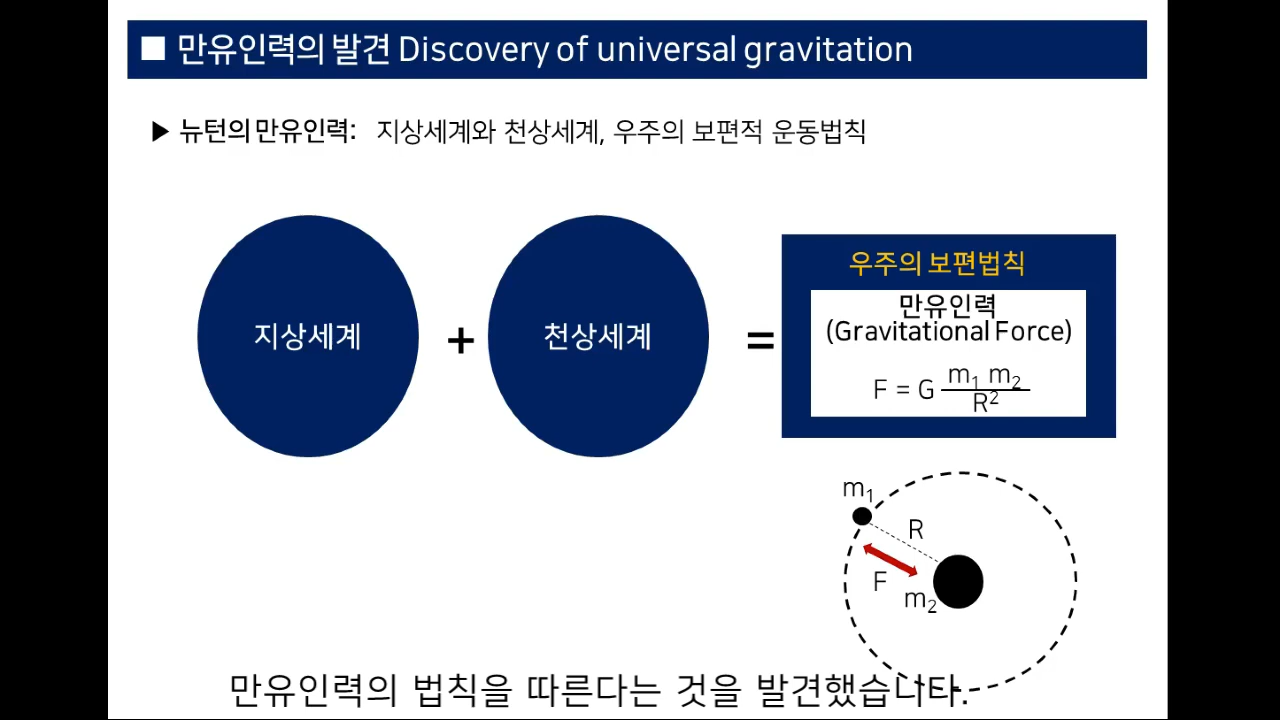 ■ 만유인력의 발견 Discovery of universal gravitation
▶ 뉴턴의 만유인력: 지상세계와 천상세계, 우주의 보편적 운동법칙
지상세계
+
천상세계
=
우주의 보편법칙
만유인력
(Gravitational Force)
F = G m₁ m₂
R²
m₁
R
F
m₂
만유인력의 법칙을 따른다는 것을 발견했습니다.